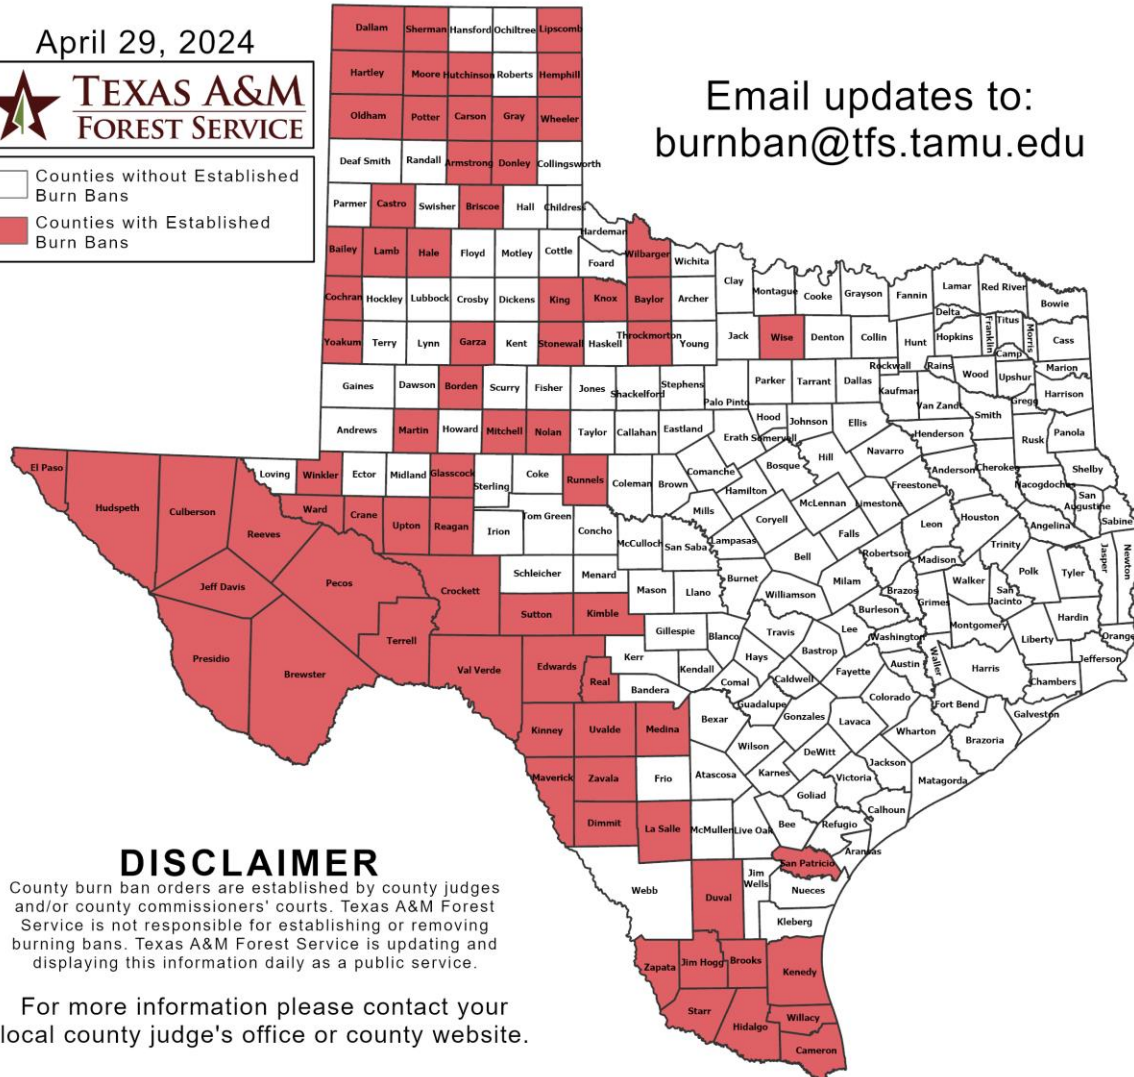 April 29, 2024
TEXAS A&M
FOREST SERVICE
Counties without Established
Burn Bans
Counties with Established
Burn Bans
Email updates to:
burnban@tfs.tamu.edu
Dallam Sherman Hansford Ochiltree Lipscomb
Hartley Moore Hutchinson Roberts Hemphill
Oldham Potter Carson Gray Wheeler
Deaf Smith Randall Armstrong Donley Collingsworth
Parmer Castro Swisher Briscoe Hall Childress
Hardeman
Bailey Lamb Hale Floyd Motley Cottle Foard Wilbarger Wichita
Clay Montague Cooke Grayson Fannin Lamar Red River Bowie
Cochran Hockley Lubbock Crosby Dickens King Knox Baylor Archer
Delta Titus Franklin Morris
Yoakum Terry Lynn Garza Kent Stonewall Haskell Throckmorton Young Jack Wise Denton Collin Hunt Hopkins Cass
Camp Rockwall Rains Wood Upshur Marion
Gaines Dawson Borden Scurry Fisher Jones Shackelford Stephens Palo Pinto Parker Tarrant Dallas Kaufman Van Zandt Smith Gregg Harrison
Andrews Martin Howard Mitchell Nolan Taylor Callahan Eastland Erath Hood Somervell Johnson Ellis Henderson Rusk Panola
El Paso Hudspeth Culberson Reeves Loving Winkler Ector Midland Glasscock Sterling Coke Runnels Coleman Brown Comanche Bosque Hill Navarro Anderson Cherokee Nacogdoches Shelby
Hamilton McLennan Limestone Freestone San Augustine Sabine
Ward Crane Upton Reagan Irion Tom Green Concho McCulloch San Saba Mills Lampasas Coryell Falls Leon Houston Angelina
Jeff Davis Pecos Crockett Schleicher Menard Mason Llano Burnet Bell Milam Robertson Madison Trinity Polk Tyler Jasper Newton
Presidio Brewster Terrell Val Verde Sutton Kimble Gillespie Blanco Williamson Travis Burleson Brazos Grimes Walker San Jacinto Hardin
Lee Washington Montgomery Liberty Orange
Edwards Real Kerr Kendall Bandera Hays Comal Caldwell Bastrop Fayette Austin Waller Harris Chambers Jefferson
Kinney Uvalde Medina Bexar Guadalupe Gonzales Lavaca Colorado Fort Bend Galveston
Wharton Brazoria
Maverick Zavala Frio Atascosa Wilson Karnes DeWitt Victoria Jackson Matagorda
Dimmit La Salle McMullen Live Oak Bee Goliad Refugio Calhoun Aransas
Webb Duval Jim Wells San Patricio Nueces
Kleberg
Zapata Jim Hogg Brooks Kenedy
Starr Hidalgo Willacy
Cameron
DISCLAIMER
County burn ban orders are established by county judges
and/or county commissioners' courts. Texas A&M Forest
Service is not responsible for establishing or removing
burning bans. Texas A&M Forest Service is updating and
displaying this information daily as a public service.
For more information please contact your
local county judge's office or county website.